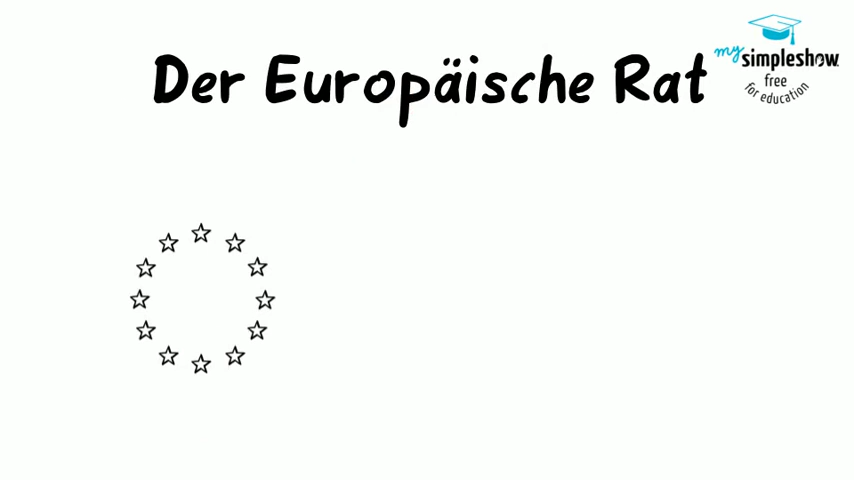 Der Europäische Rat
my
simpleshow
free
for education